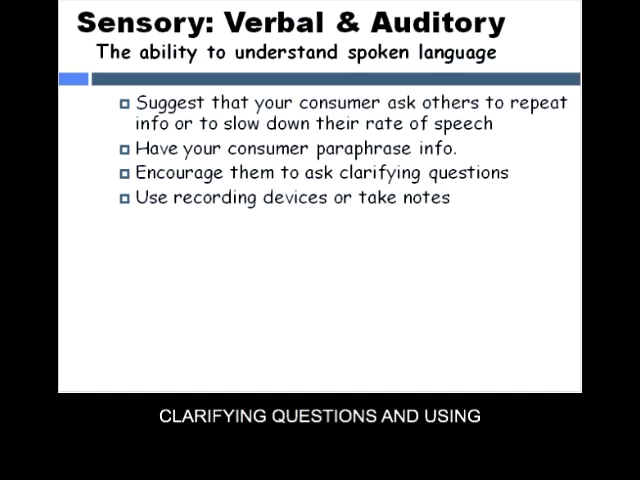 Sensory: Verbal & Auditory
The ability to understand spoken language
Suggest that your consumer ask others to repeat
info or to slow down their rate of speech
Have your consumer paraphrase info.
Encourage them to ask clarifying questions
Use recording devices or take notes
CLARIFYING QUESTIONS AND USING